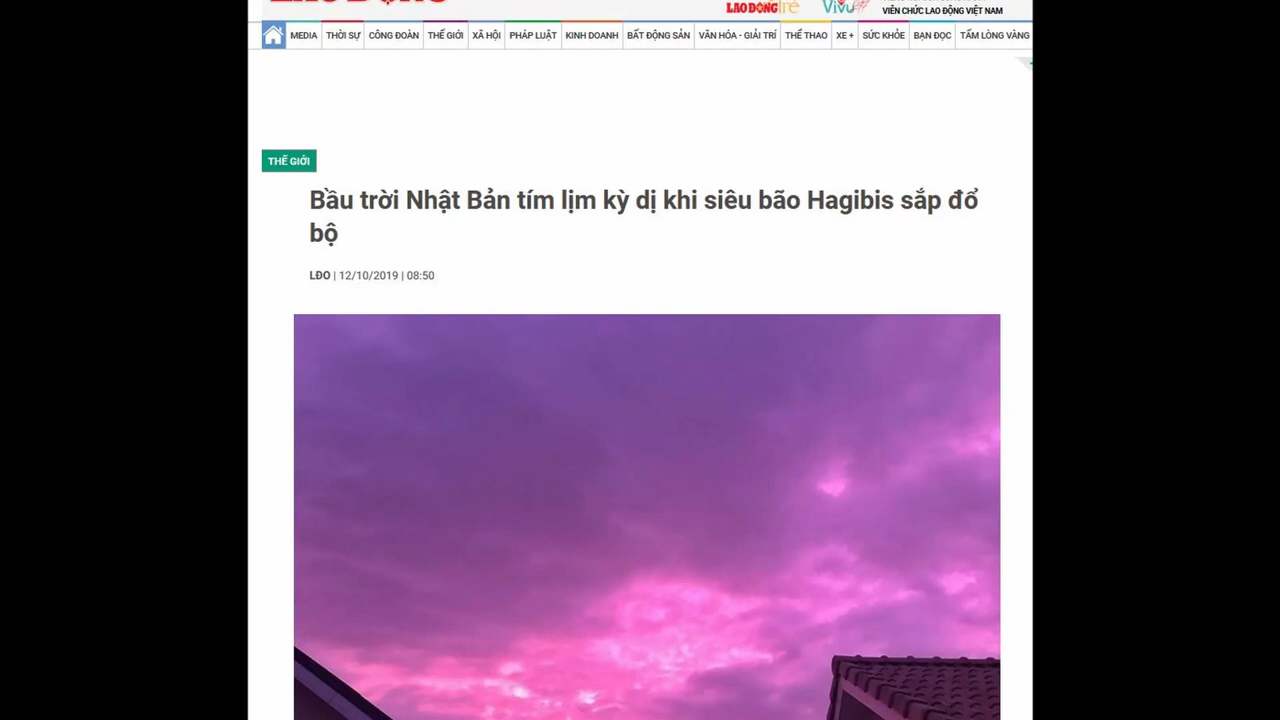 LAO ĐỘNG
LAO ĐỘNG trẻ
VIÊN CHỨC LAO ĐỘNG VIỆT NAM
MEDIA THỜI SỰ CÔNG ĐOÀN THẾ GIỚI XÃ HỘI PHÁP LUẬT KINH DOANH BẤT ĐỘNG SẢN VĂN HÓA - GIẢI TRÍ THỂ THAO XE + SỨC KHỎE BẠN ĐỌC TẤM LÒNG VÀNG
THẾ GIỚI
Bầu trời Nhật Bản tím lịm kỳ dị khi siêu bão Hagibis sắp đổ
bộ
LĐO | 12/10/2019 | 08:50